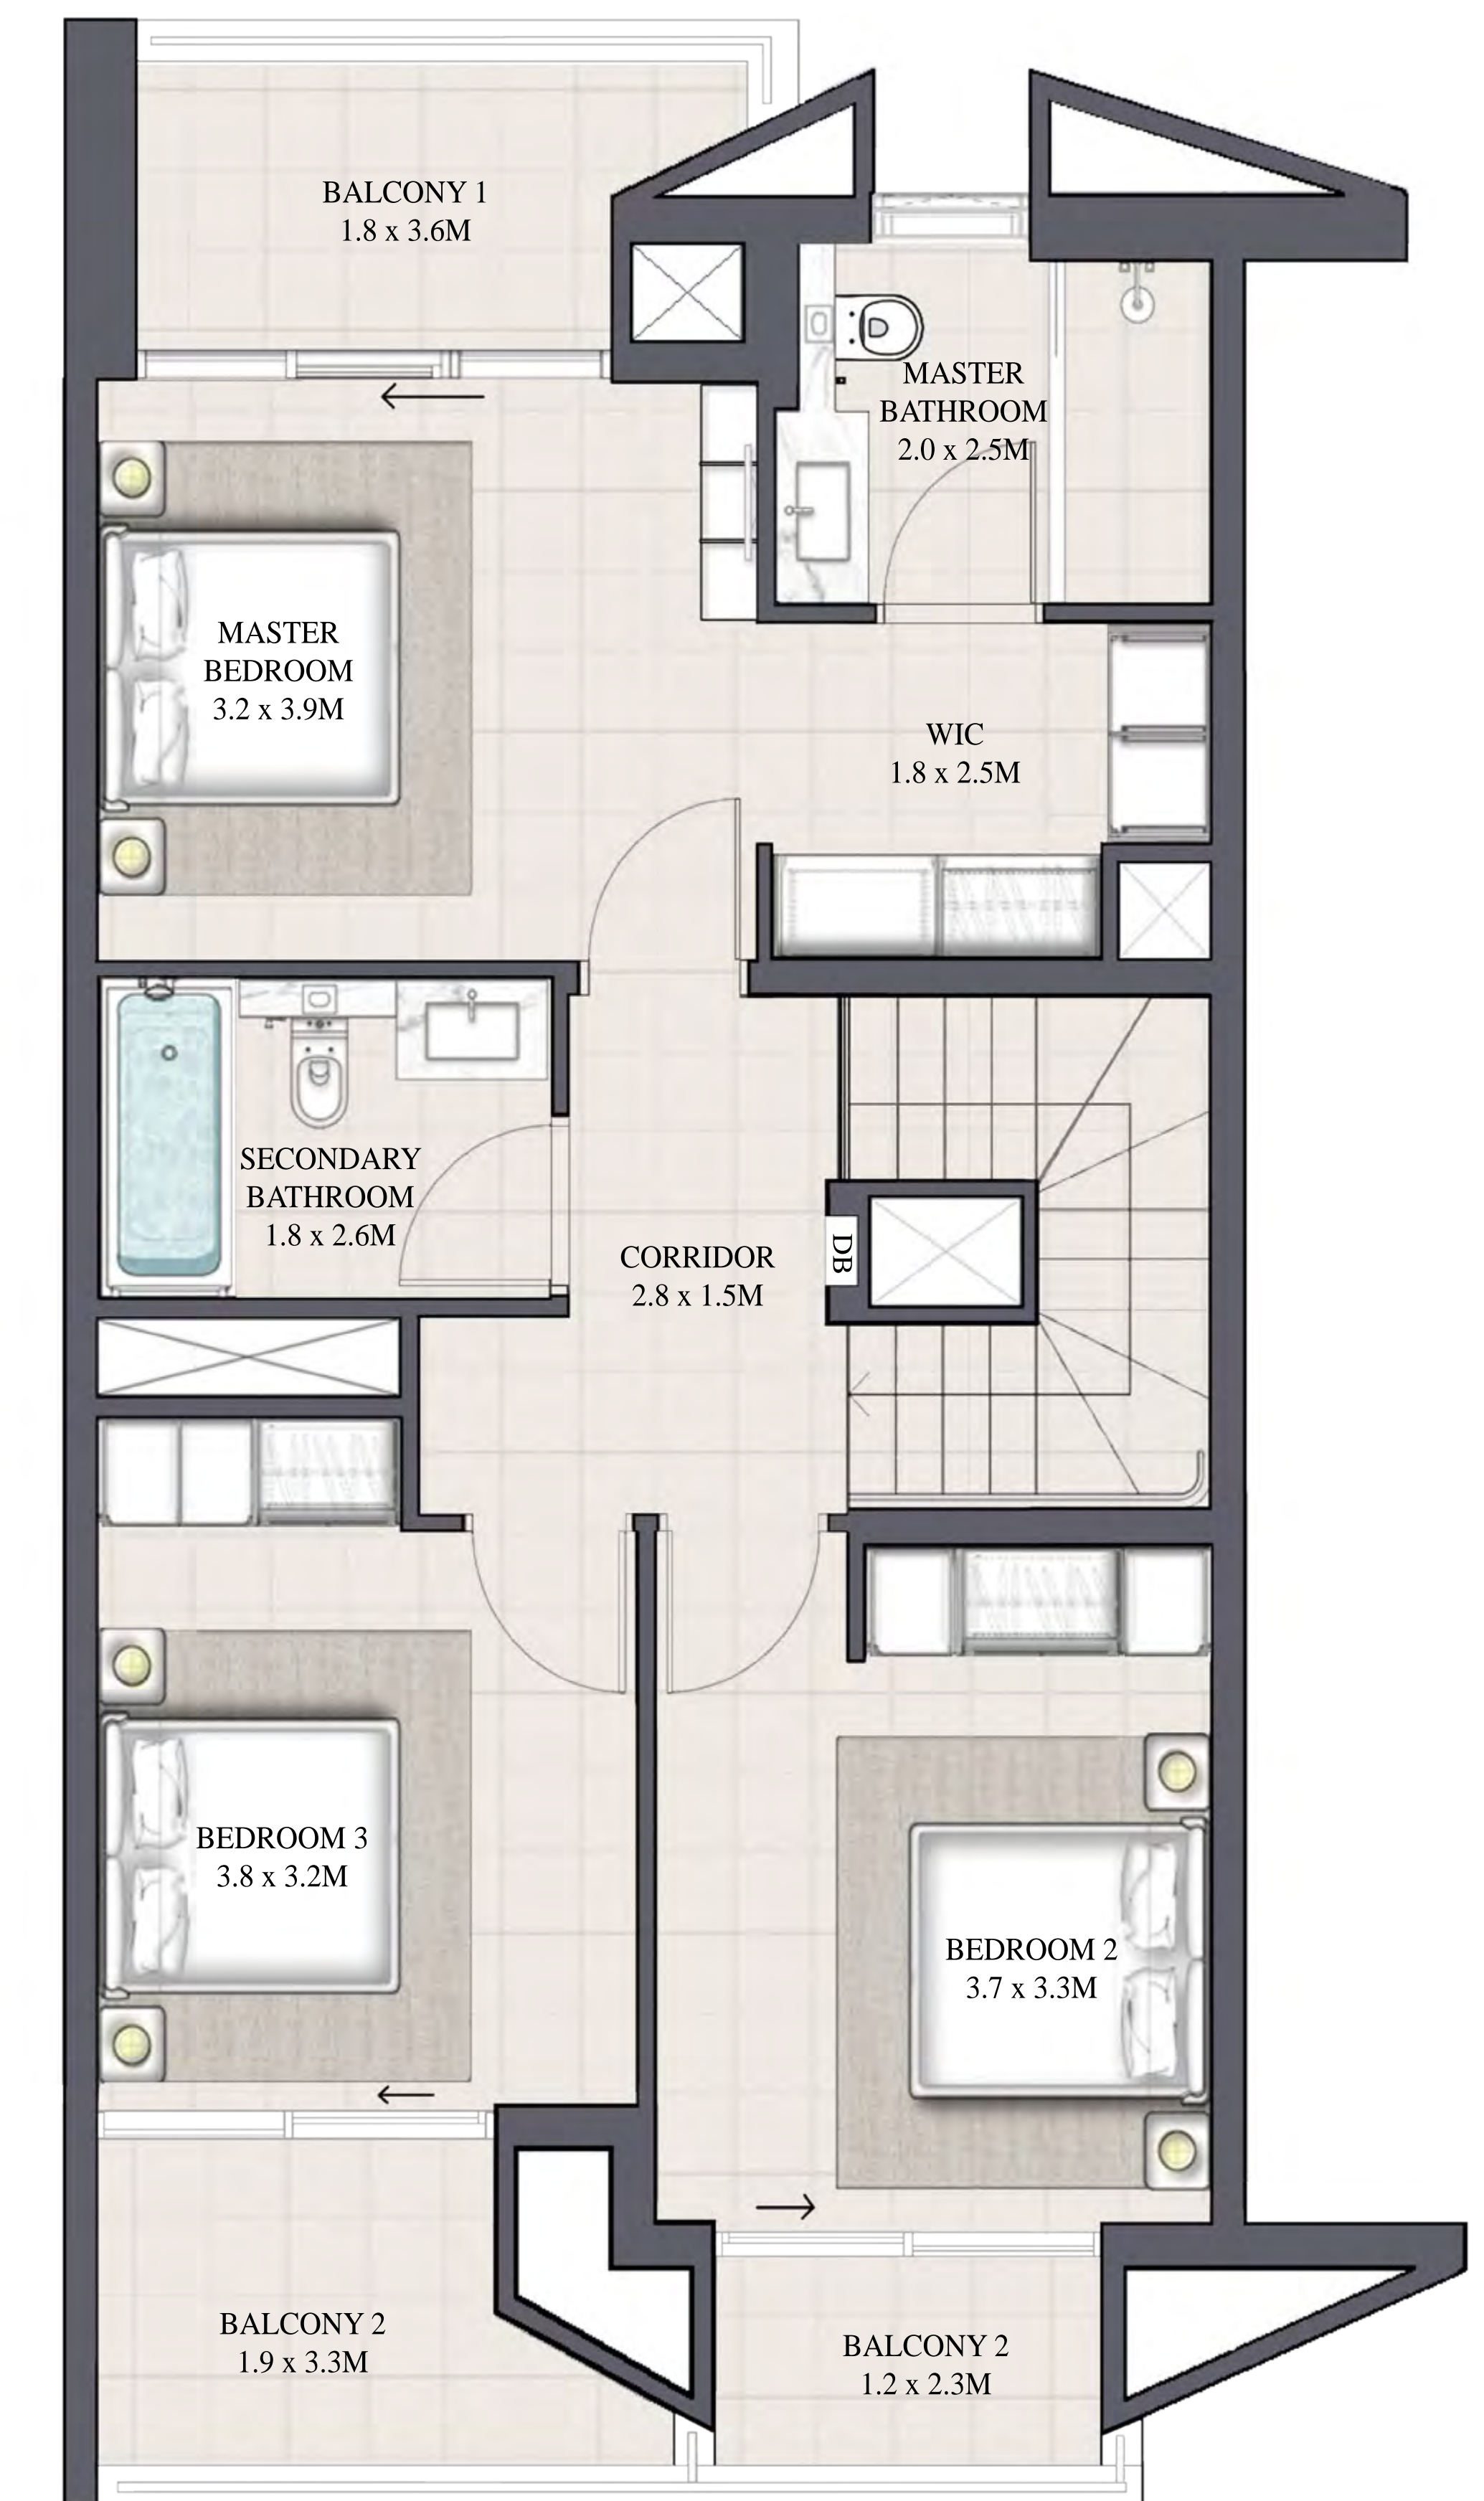 BALCONY 1
1.8 x 3.6M
MASTER
BATHROOM
2.0 x 2.5M
MASTER
BEDROOM
3.2 x 3.9M
WIC
1.8 x 2.5M
SECONDARY
BATHROOM
1.8 x 2.6M
CORRIDOR
2.8 x 1.5M
DB
BEDROOM 3
3.8 x 3.2M
BEDROOM 2
3.7 x 3.3M
BALCONY 2
1.9 x 3.3M
BALCONY 2
1.2 x 2.3M